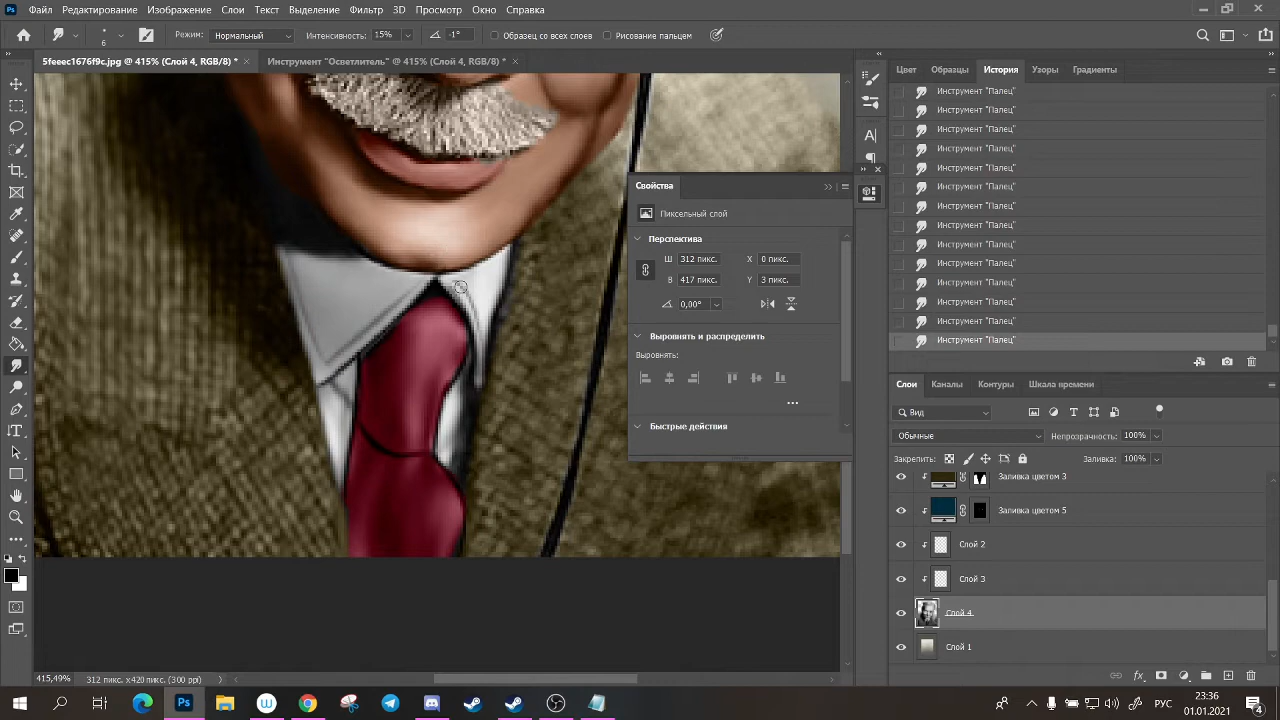 Файл Редактирование Изображение Слои Текст Выделение Фильтр 3D Просмотр Окно Справка
6 Режим: Нормальный Интенсивность: 15% -1° Образец со всех слоев Рисование пальцем
5feeec1676f9c.jpg @ 415% (Слой 4, RGB/8) * Инструмент "Осветлитель" @ 415% (Слой 4, RGB/8) *
Цвет Образцы История Узоры Градиенты
Инструмент "Палец"
Инструмент "Палец"
Инструмент "Палец"
Инструмент "Палец"
Инструмент "Палец"
Инструмент "Палец"
Инструмент "Палец"
Инструмент "Палец"
Инструмент "Палец"
Инструмент "Палец"
Инструмент "Палец"
Инструмент "Палец"
Инструмент "Палец"
Инструмент "Палец"
Свойства
Пиксельный слой
Перспектива
Ш 312 пикс. X 0 пикс.
В 417 пикс. Y 3 пикс.
0,00°
Выровнять и распределить
Выровнять:
Быстрые действия
Слои Каналы Контуры Шкала времени
Вид
Обычные Непрозрачность: 100%
Закрепить: Заливка: 100%
Заливка цветом 3
Заливка цветом 5
Слой 2
Слой 3
Слой 4
Слой 1
415,49% 312 пикс. x 420 пикс. (300 ppi)
РУС 23:36
01.01.2021 4